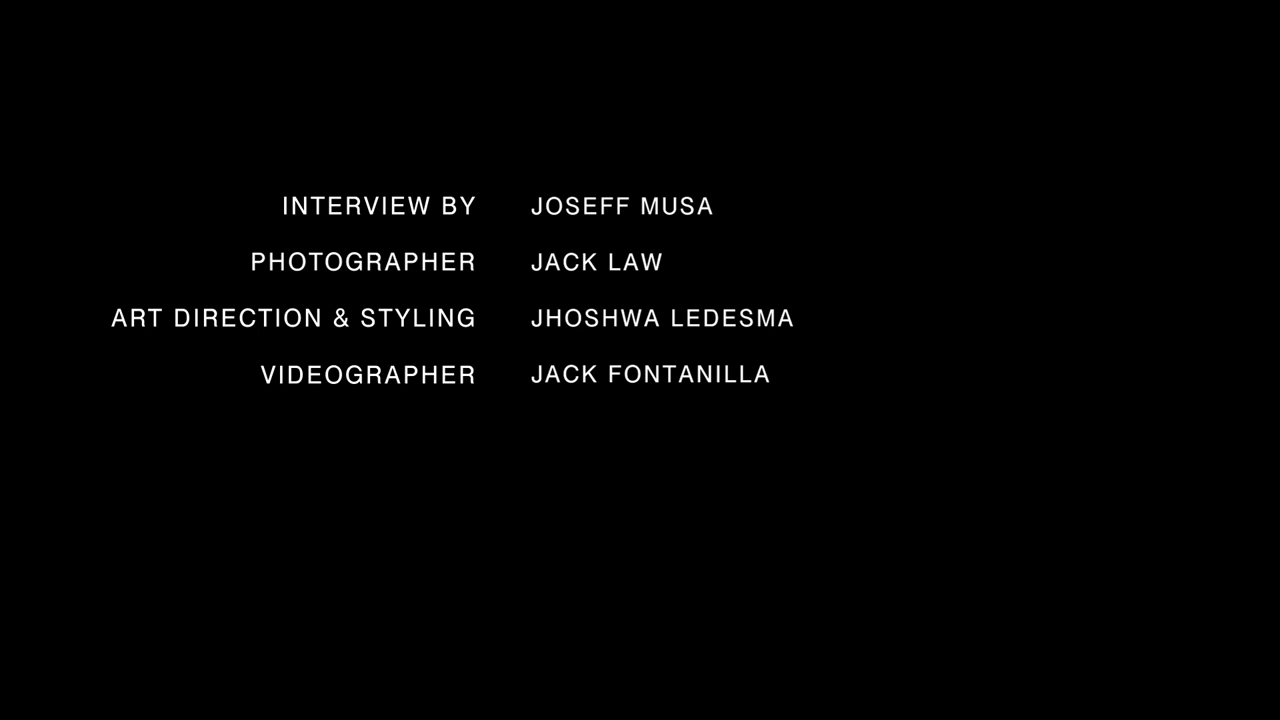 INTERVIEW BY JOSEFF MUSA
PHOTOGRAPHER JACK LAW
ART DIRECTION & STYLING JHOSHWA LEDESMA
VIDEOGRAPHER JACK FONTANILLA